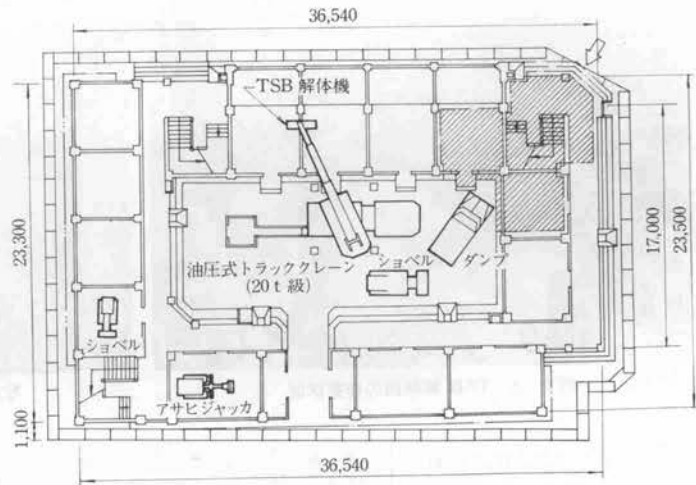 36,540
TSB 解体機
23,300
17,000
23,500
油圧式トラッククレーン
(20 t 級)
ショベル
ダンプ
ショベル
アサヒジャッカ
1,100
36,540